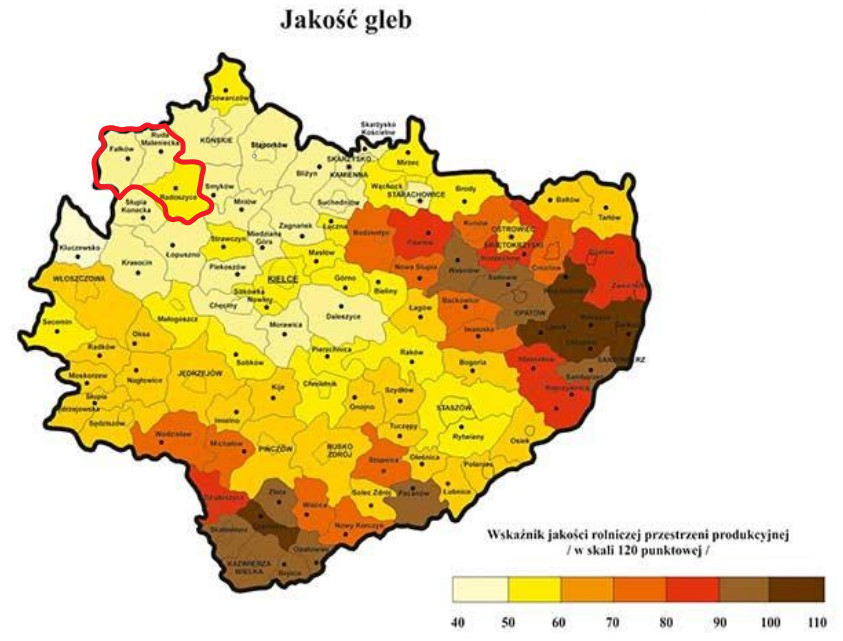 Jakość gleb
Gowarczów
Skarżysko
Kościelne
Ruda
Maleniecka
KOŃSKIE
Stąporków
Fałków
SKARŻYSKO
KAMIENNA
Mirzec
Bliżyn
Radoszyce
Smyków
Wąchock
STARACHOWICE
Brody
Bałtów
Słupia
Konecka
Mniów
Suchedniów
Tarłów
Zagnańsk
Łączna
Bodzentyn
Pawłów
Kunów
OSTROWIEC
ŚWIĘTOKRZYSKI
Kluczewsko
Łopuszno
Strawczyn
Miedziana
Góra
Masłów
Krasocin
Piekoszów
KIELCE
Górno
Nowa Słupia
Waśniów
Sadowie
Ćmielów
Ożarów
WŁOSZCZOWA
Sitkówka
Nowiny
Bieliny
Chęciny
Daleszyce
Łagów
Baćkowice
OPATÓW
Lipnik
Secemin
Małogoszcz
Morawica
Iwaniska
Oksa
Radków
Pierzchnica
Sobków
Raków
Bogoria
Klimontów
Moskorzew
Nagłowice
JĘDRZEJÓW
Kije
Chmielnik
Szydłów
Koprzywnica
Słupia
Jędrzejowska
Imielno
Gnojno
STASZÓW
Sędziszów
Tuczępy
Rytwiany
Osiek
Wodzisław
Michałów
PIŃCZÓW
BUSKO
ZDRÓJ
Stopnica
Oleśnica
Połaniec
Działoszyce
Złota
Solec Zdrój
Pacanów
Łubnice
Wiślica
Skalbmierz
Nowy Korczyn
Opatowiec
KAZIMIERZA
WIELKA
Bejsce
Wskaźnik jakości rolniczej przestrzeni produkcyjnej
/ w skali 120 punktowej /
40 50 60 70 80 90 100 110